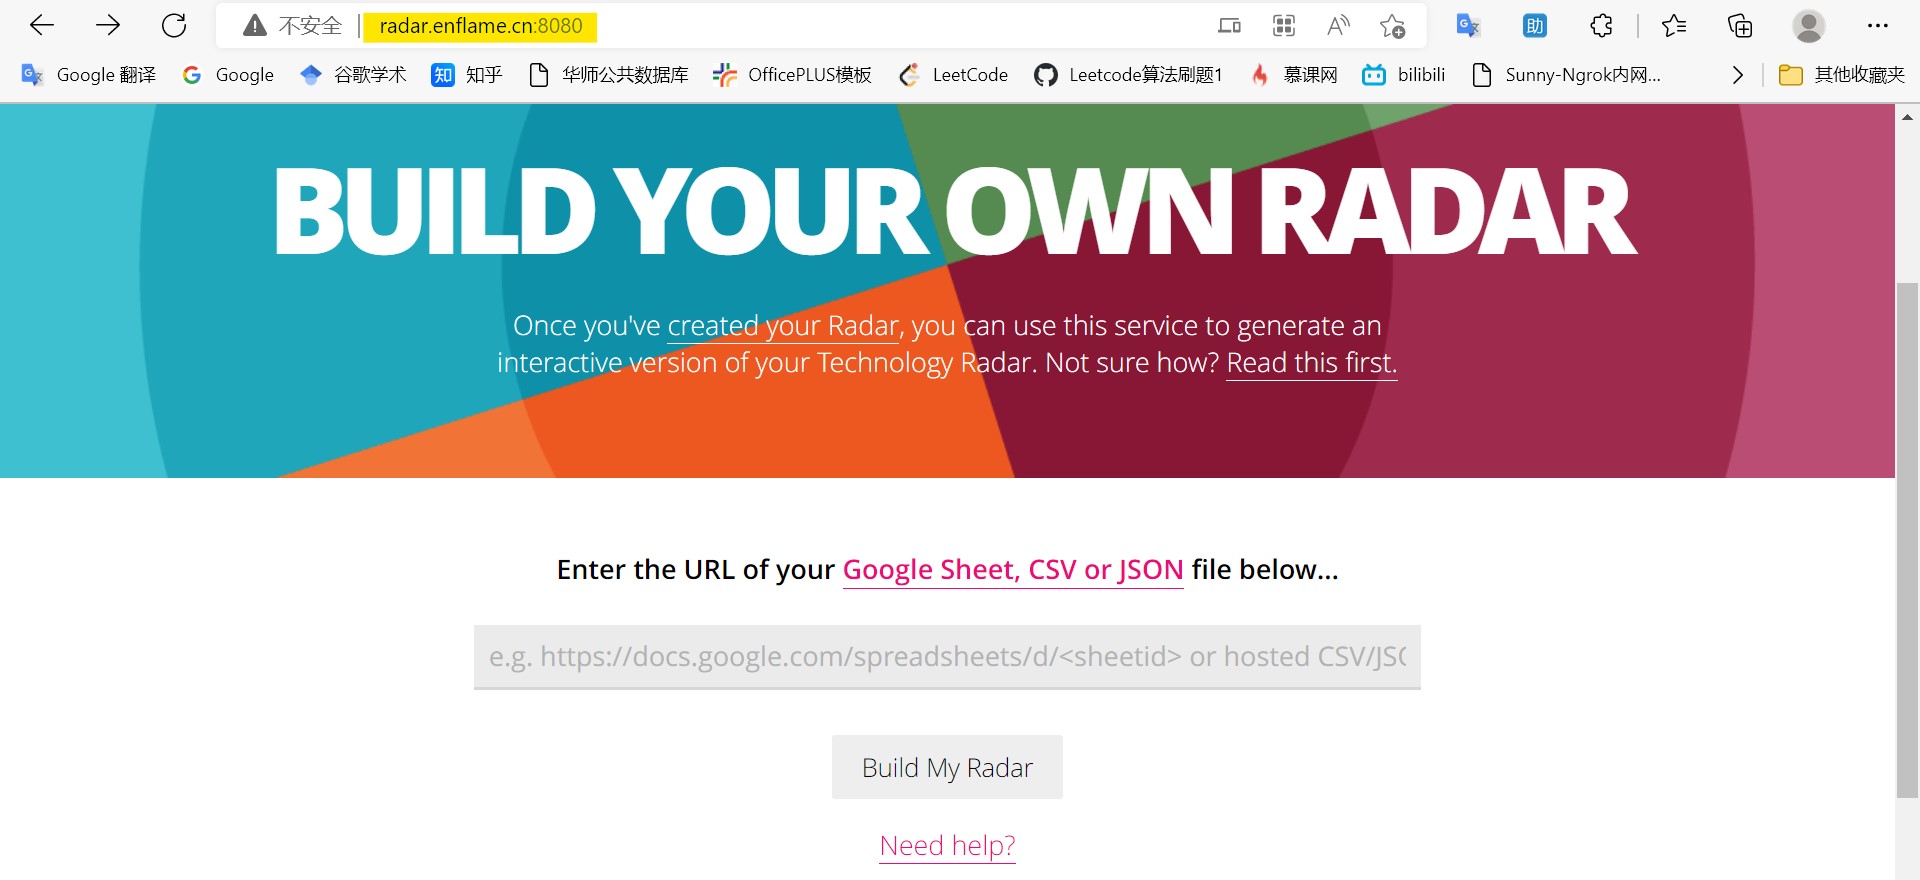 不安全 radar.enflame.cn:8080 助
Google 翻译 Google 谷歌学术 知 知乎 华师公共数据库 OfficePLUS模板 LeetCode Leetcode算法刷题1 慕课网 bilibili Sunny-Ngrok内网... 其他收藏夹
BUILD YOUR OWN RADAR
Once you've created your Radar, you can use this service to generate an
interactive version of your Technology Radar. Not sure how? Read this first.
Enter the URL of your Google Sheet, CSV or JSON file below...
e.g. https://docs.google.com/spreadsheets/d/<sheetid> or hosted CSV/JSO
Build My Radar
Need help?